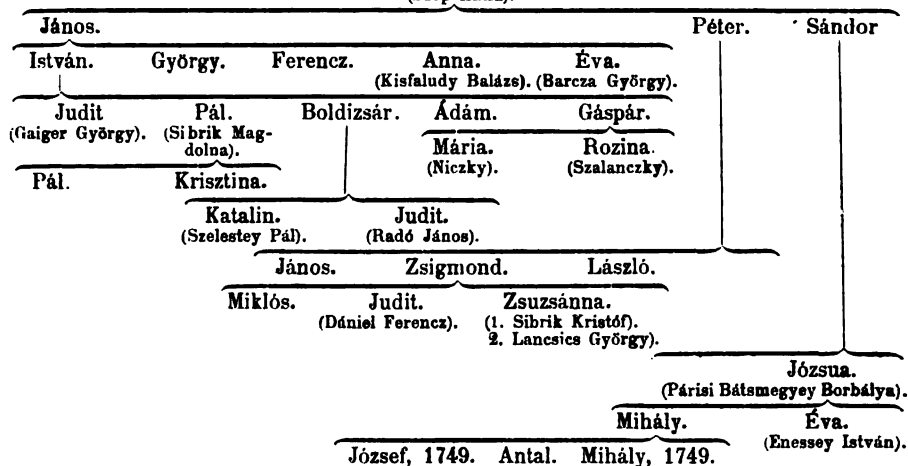 János. Péter. Sándor
István. György. Ferencz. Anna. Éva.
(Kisfaludy Balázs). (Barcza György).
Judit Pál. Boldizsár. Ádám. Gáspár.
(Gaiger György). (Sibrik Mag-
dolna).
Mária. Rozina.
(Niczky). (Szalanczky).
Pál. Krisztina.
Katalin. Judit.
(Szelestey Pál). (Radó János).
János. Zsigmond. László.
Miklós. Judit. Zsuzsánna.
(Dániel Ferencz). (1. Sibrik Kristóf).
2. Lancsics György).
Józsua.
(Párisi Bátsmegyey Borbálya).
Mihály. Éva.
(Enessey István).
József, 1749. Antal. Mihály, 1749.